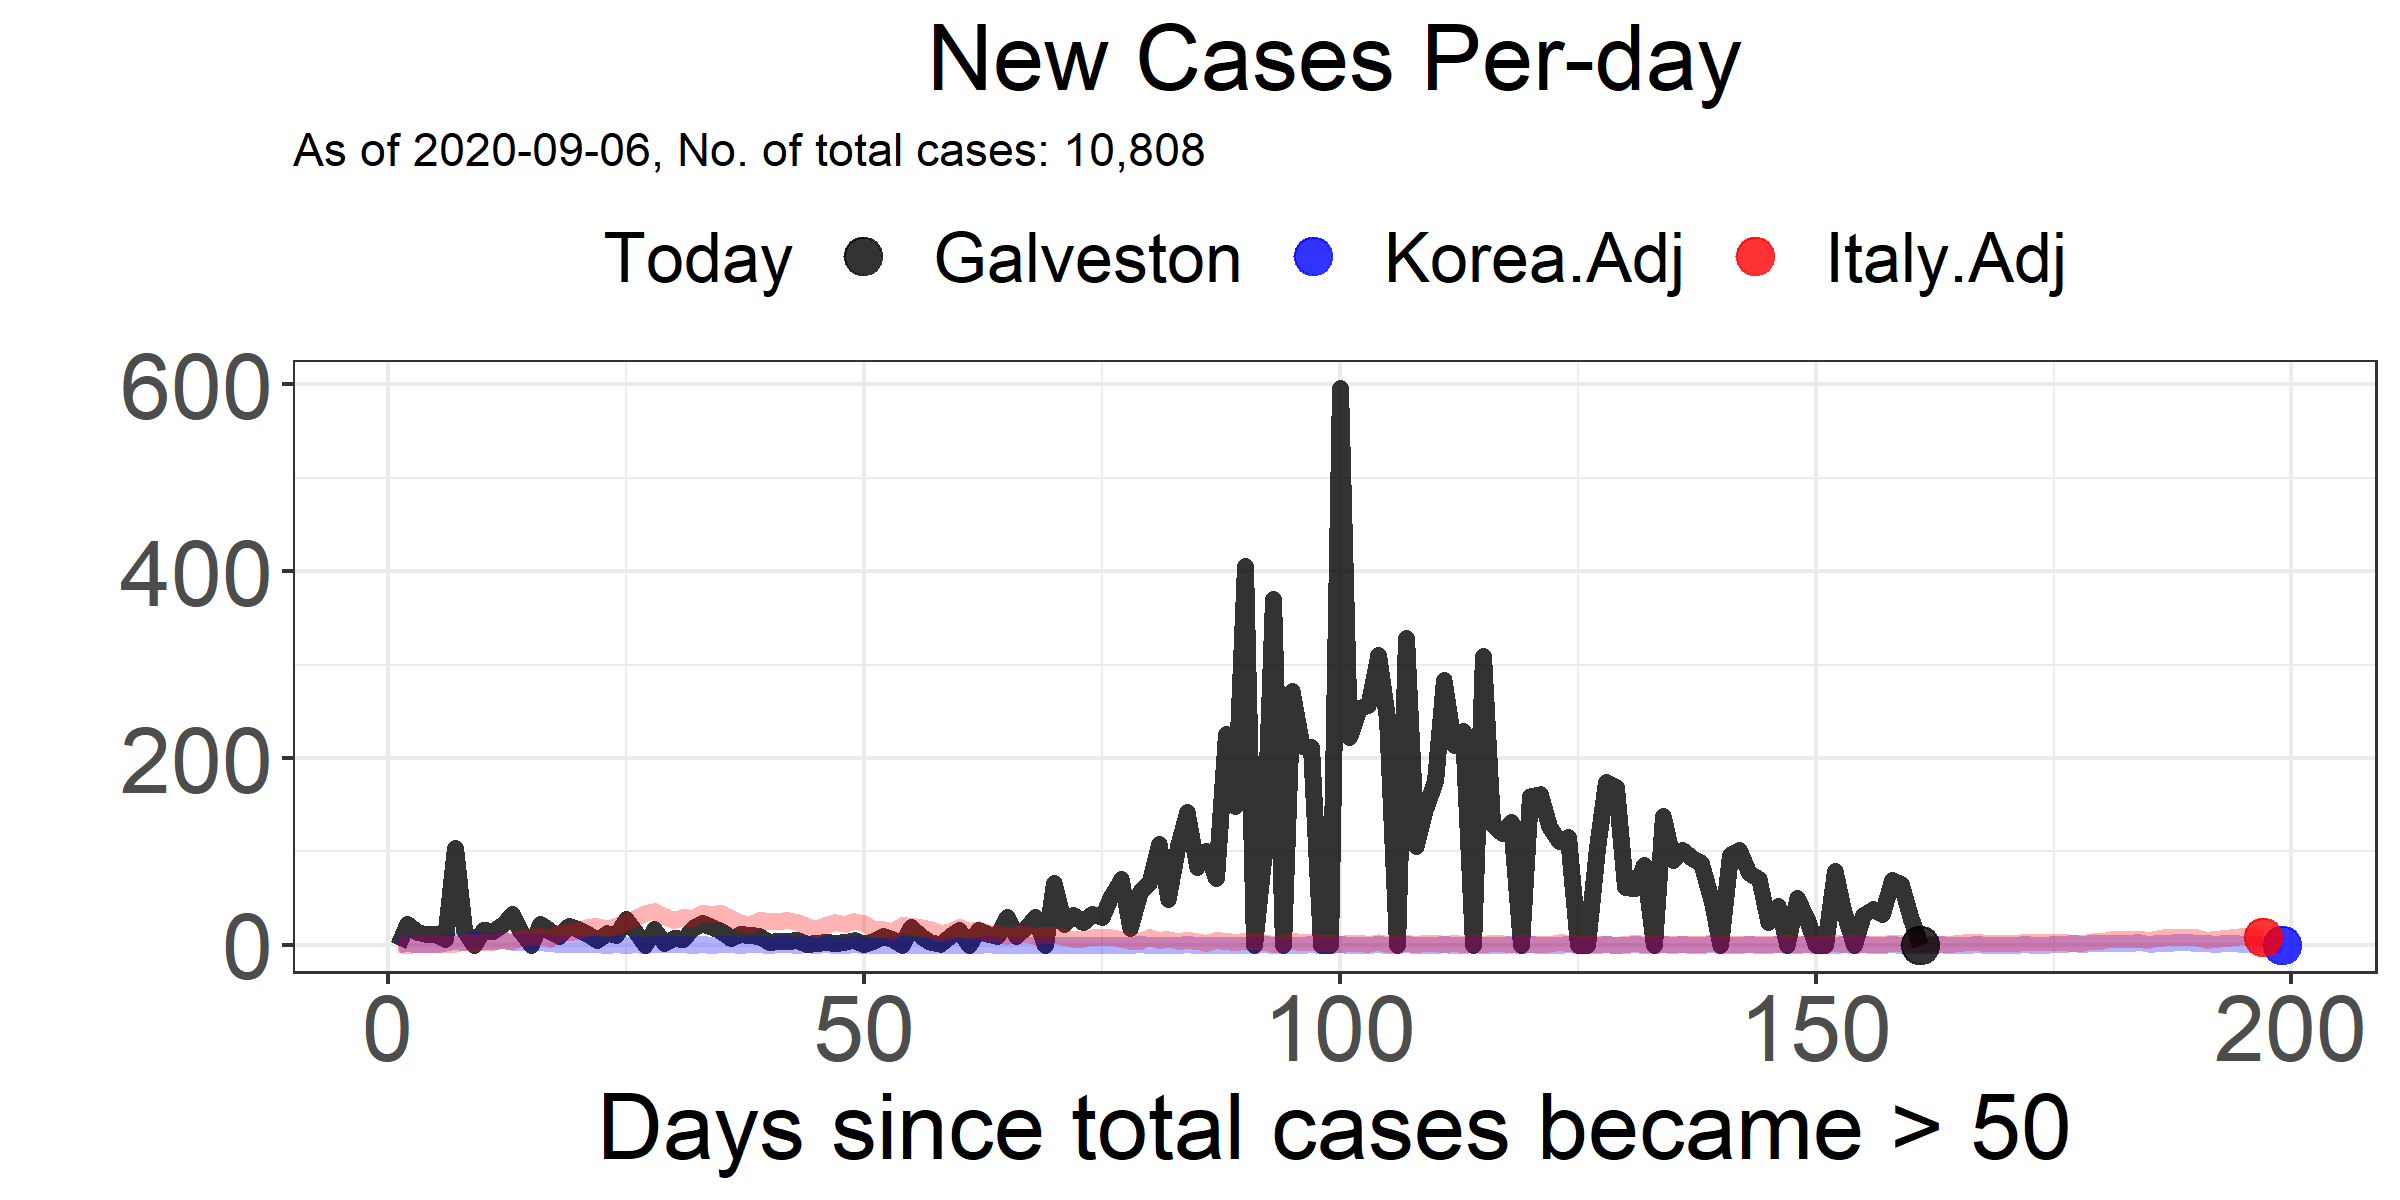 New Cases Per-day
As of 2020-09-06, No. of total cases: 10,808
Today Galveston Korea.Adj Italy.Adj
600
400
200
0
0 50 100 150 200
Days since total cases became > 50